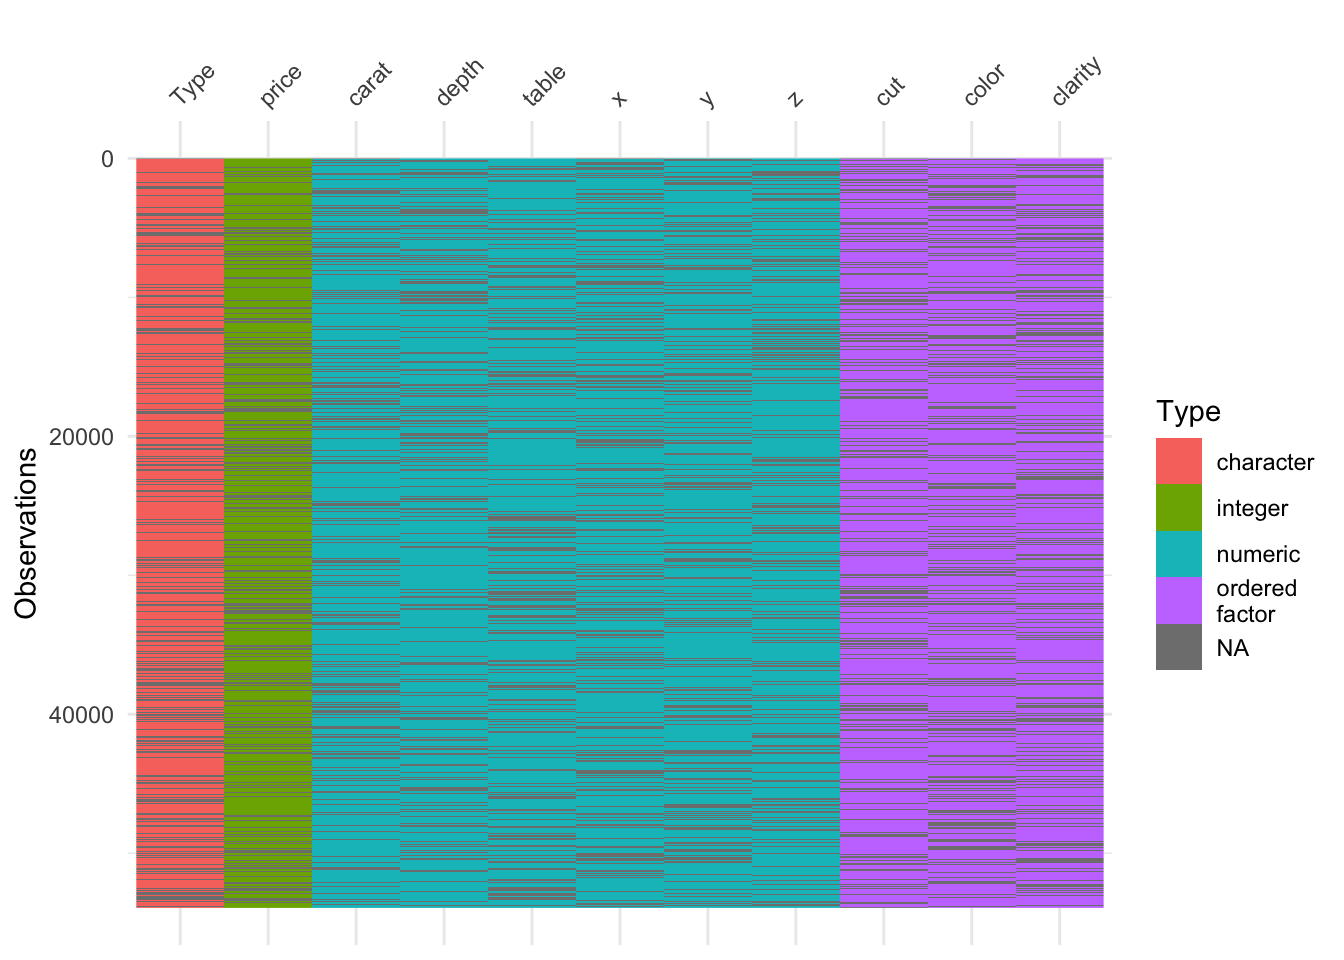 Type price carat depth table x y z cut color clarity
0
20000
40000
Observations
Type
character
integer
numeric
ordered
factor
NA